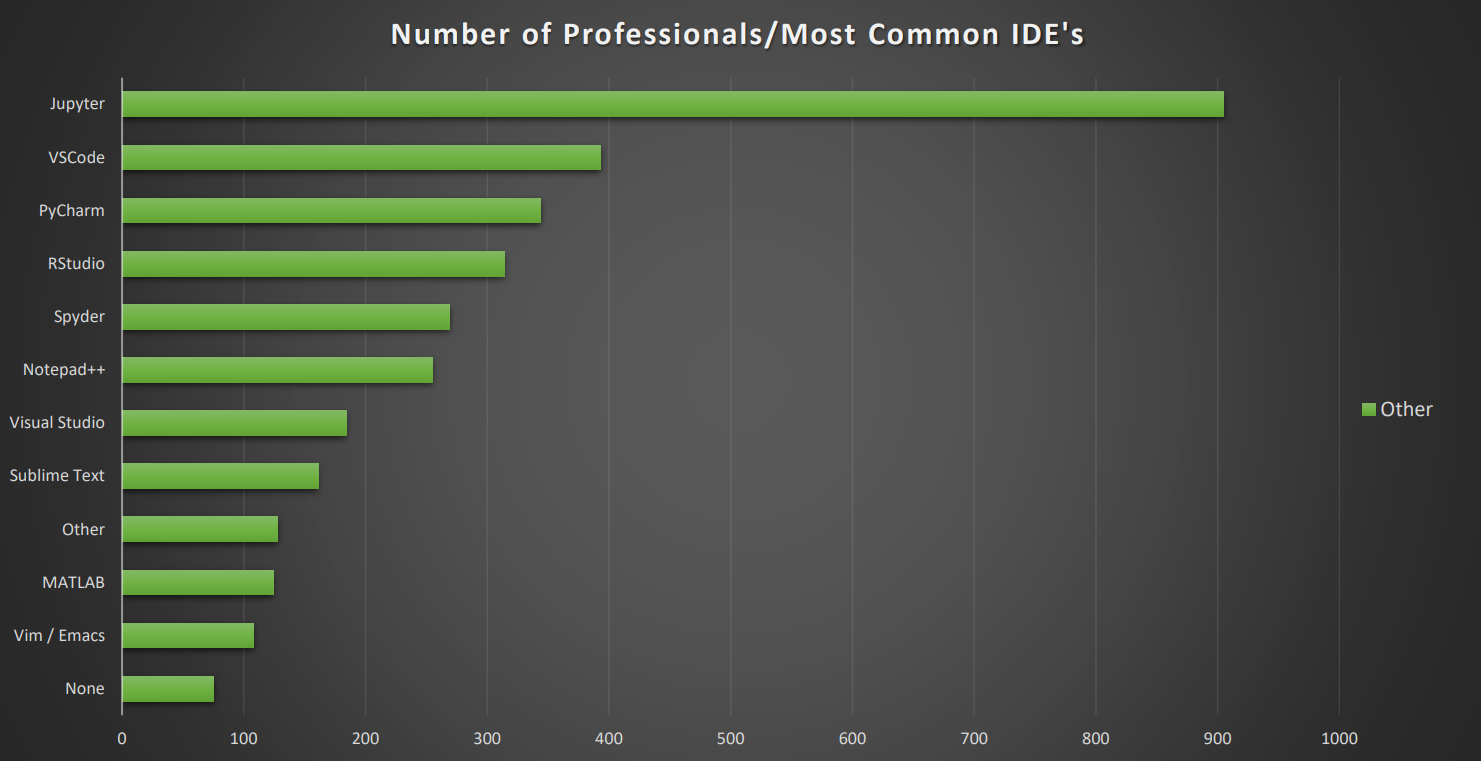 Number of Professionals/Most Common IDE's
Jupyter
VSCode
PyCharm
RStudio
Spyder
Notepad++
Visual Studio
Sublime Text
Other
MATLAB
Vim / Emacs
None
0 100 200 300 400 500 600 700 800 900 1000
Other